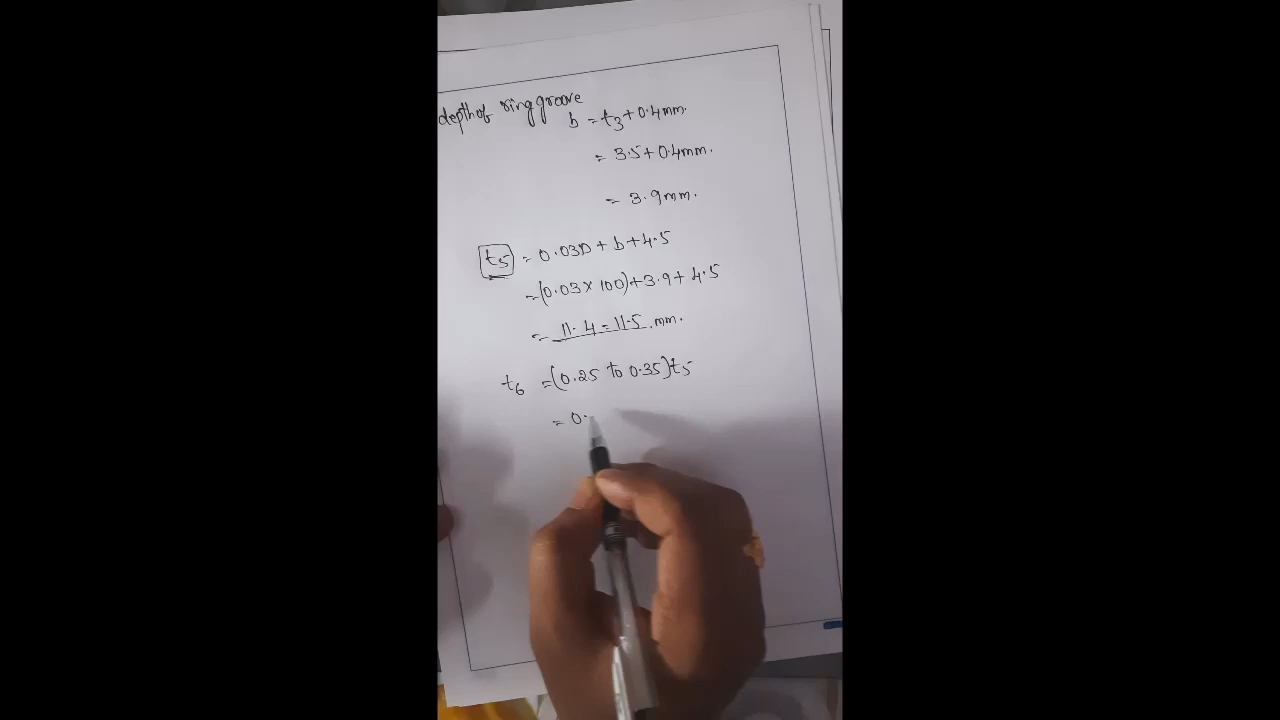 depth of ring groove
b = t3 + 0.4mm.
= 3.5 + 0.4mm.
= 3.9mm.
t5 = 0.03D + b + 4.5
= (0.03 x 100) + 3.9 + 4.5
= 11.4 = 11.5 mm.
t6 = (0.25 to 0.35) t5
= 0.